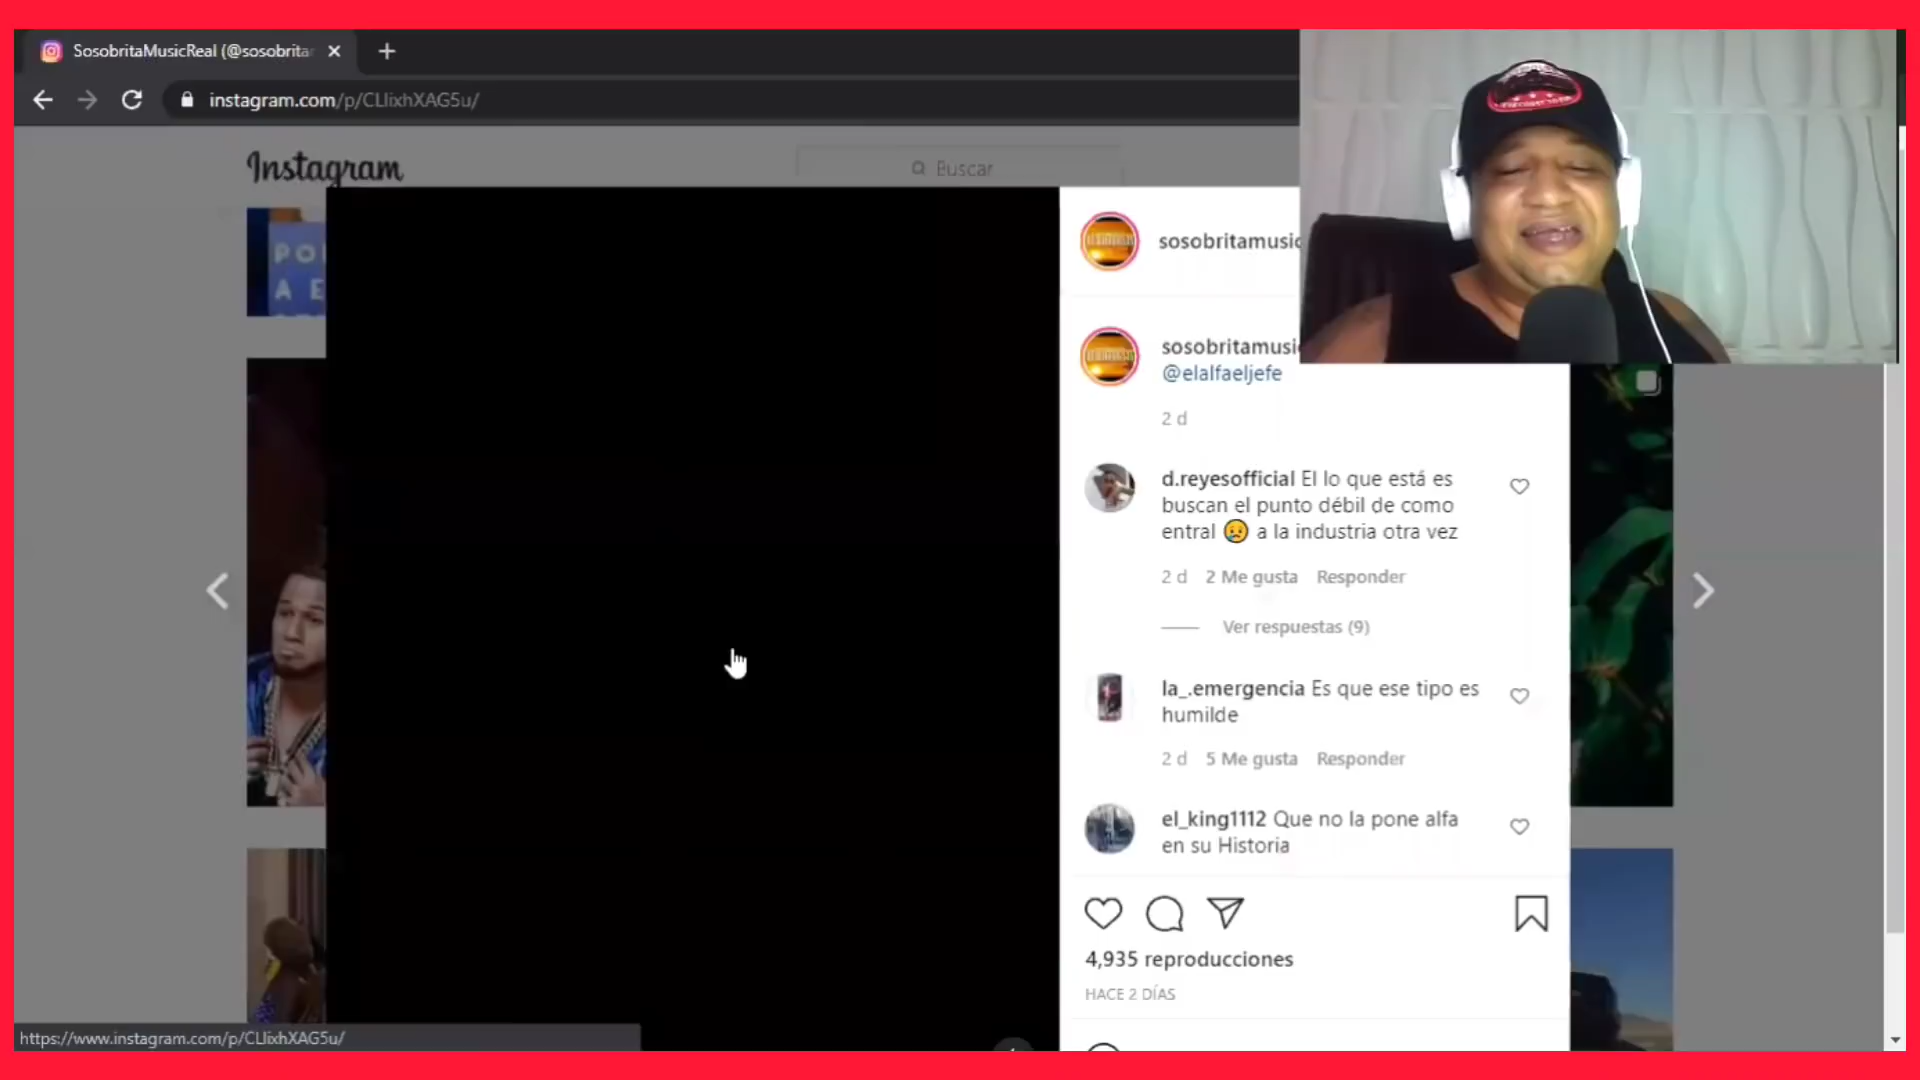 SosobritaMusicReal (@sosobrita
instagram.com/p/CLIixhXAG5u/
Instagram
Buscar
PO
A E
sosobritamusic
sosobritamusi
@elalfaeljefe
2 d
d.reyesofficial El lo que está es
buscan el punto débil de como
entral 😢 a la industria otra vez
2 d 2 Me gusta Responder
Ver respuestas (9)
la_.emergencia Es que ese tipo es
humilde
2 d 5 Me gusta Responder
el_king1112 Que no la pone alfa
en su Historia
4,935 reproducciones
HACE 2 DÍAS
https://www.instagram.com/p/CLIixhXAG5u/